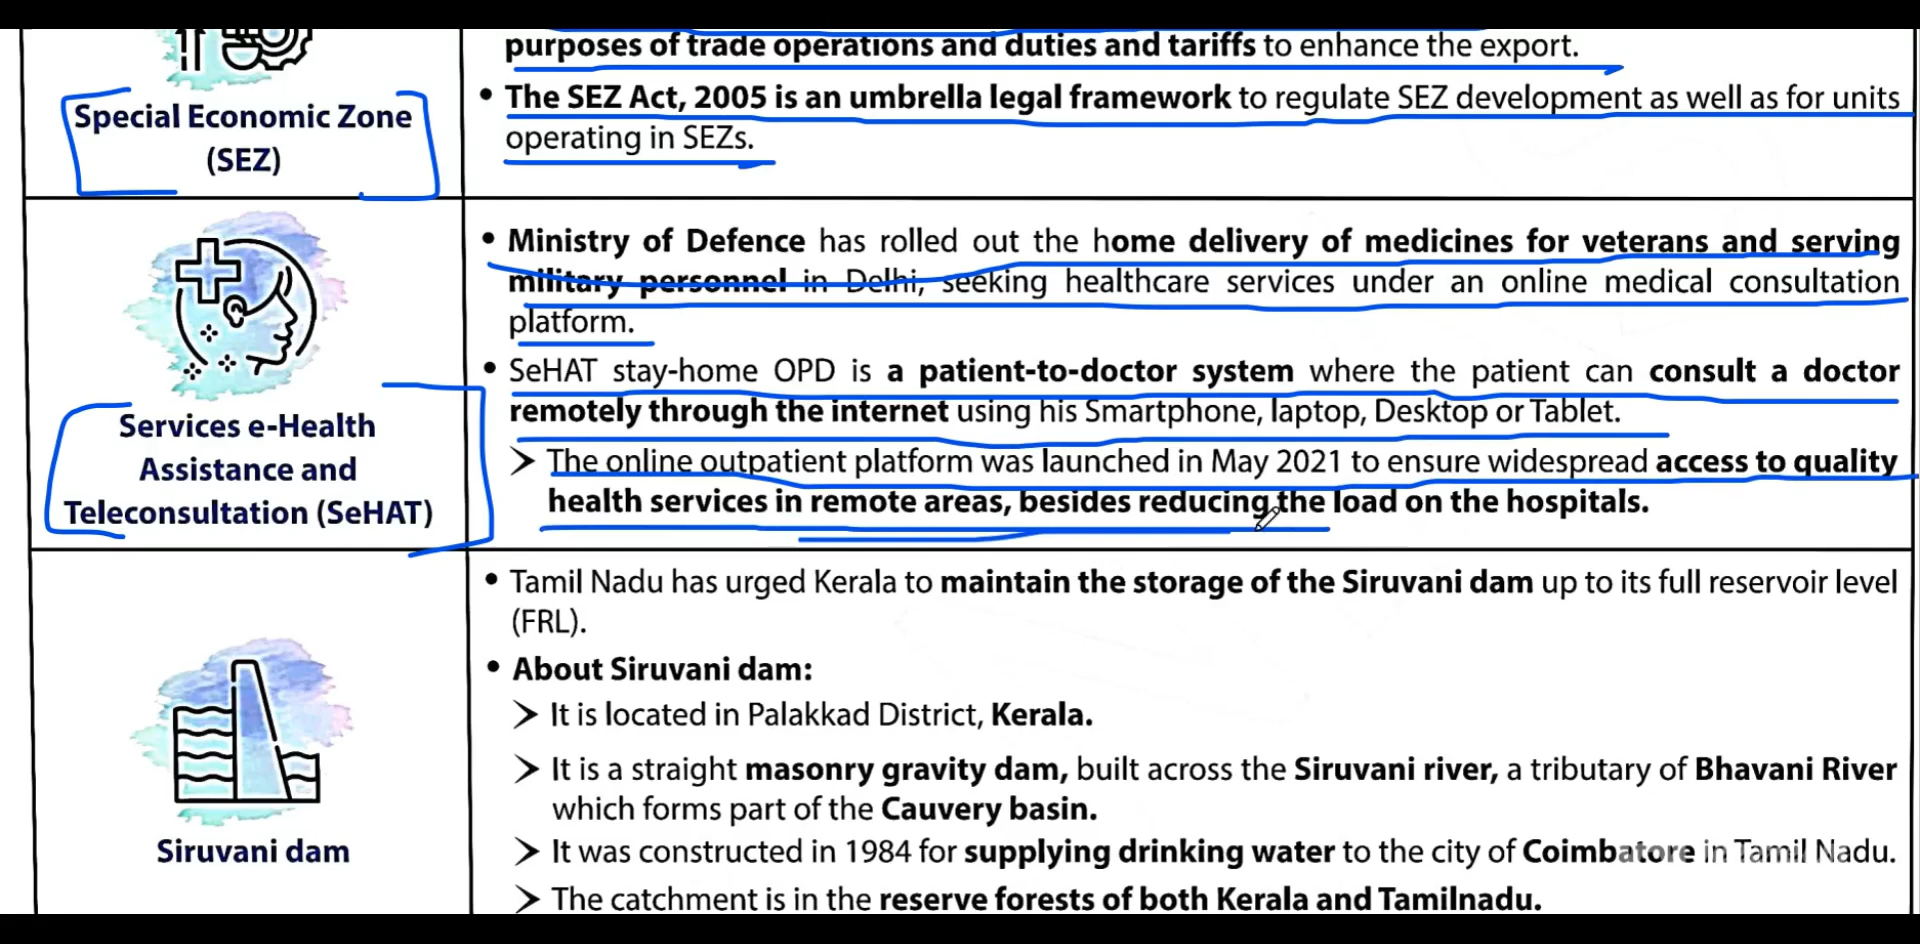 purposes of trade operations and duties and tariffs to enhance the export.
Special Economic Zone
(SEZ)
• The SEZ Act, 2005 is an umbrella legal framework to regulate SEZ development as well as for units
operating in SEZs.
Services e-Health
Assistance and
Teleconsultation (SeHAT)
• Ministry of Defence has rolled out the home delivery of medicines for veterans and serving
military personnel in Delhi, seeking healthcare services under an online medical consultation
platform.
• SeHAT stay-home OPD is a patient-to-doctor system where the patient can consult a doctor
remotely through the internet using his Smartphone, laptop, Desktop or Tablet.
➢ The online outpatient platform was launched in May 2021 to ensure widespread access to quality
health services in remote areas, besides reducing the load on the hospitals.
Siruvani dam
• Tamil Nadu has urged Kerala to maintain the storage of the Siruvani dam up to its full reservoir level
(FRL).
• About Siruvani dam:
➢ It is located in Palakkad District, Kerala.
➢ It is a straight masonry gravity dam, built across the Siruvani river, a tributary of Bhavani River
which forms part of the Cauvery basin.
➢ It was constructed in 1984 for supplying drinking water to the city of Coimbatore in Tamil Nadu.
➢ The catchment is in the reserve forests of both Kerala and Tamilnadu.